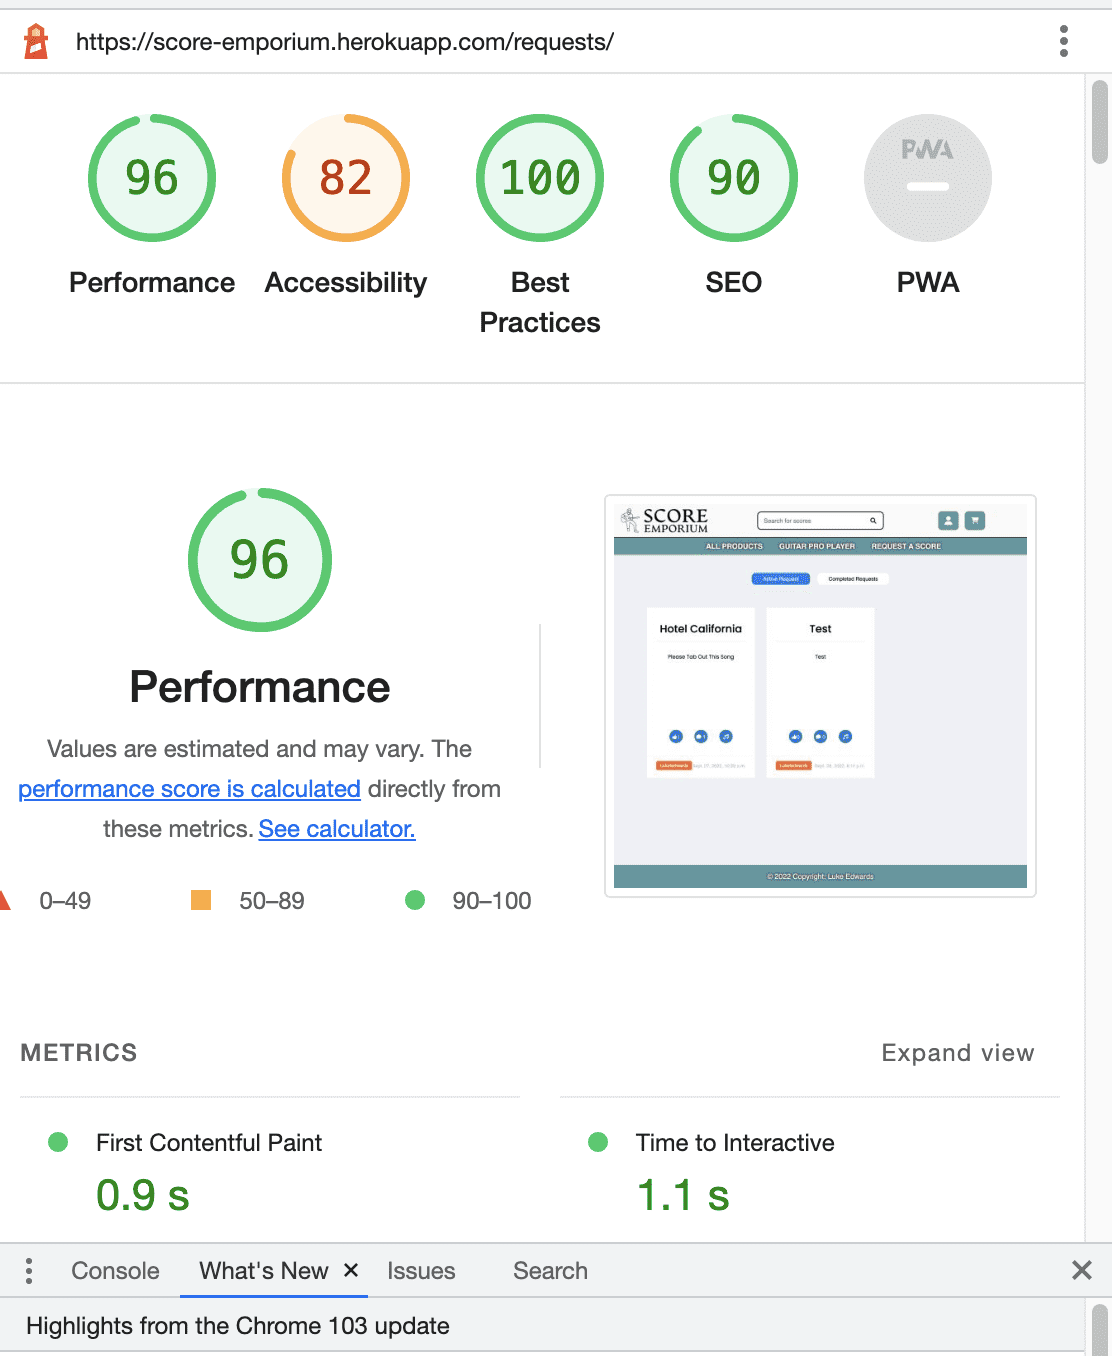 https://score-emporium.herokuapp.com/requests/
96
82
100
90
PWA
Performance
Accessibility
Best
Practices
SEO
PWA
96
Performance
Values are estimated and may vary. The
performance score is calculated directly from
these metrics. See calculator.
0–49
50–89
90–100
SCORE
EMPORIUM
Search for scores
ALL PRODUCTS
GUITAR PRO PLAYER
REQUEST A SCORE
Active Request
Completed Requests
Hotel California
Please Tab Out This Song
Test
Test
© 2022 Copyright: Luke Edwards
METRICS
Expand view
First Contentful Paint
0.9 s
Time to Interactive
1.1 s
Console
What's New
Issues
Search
Highlights from the Chrome 103 update